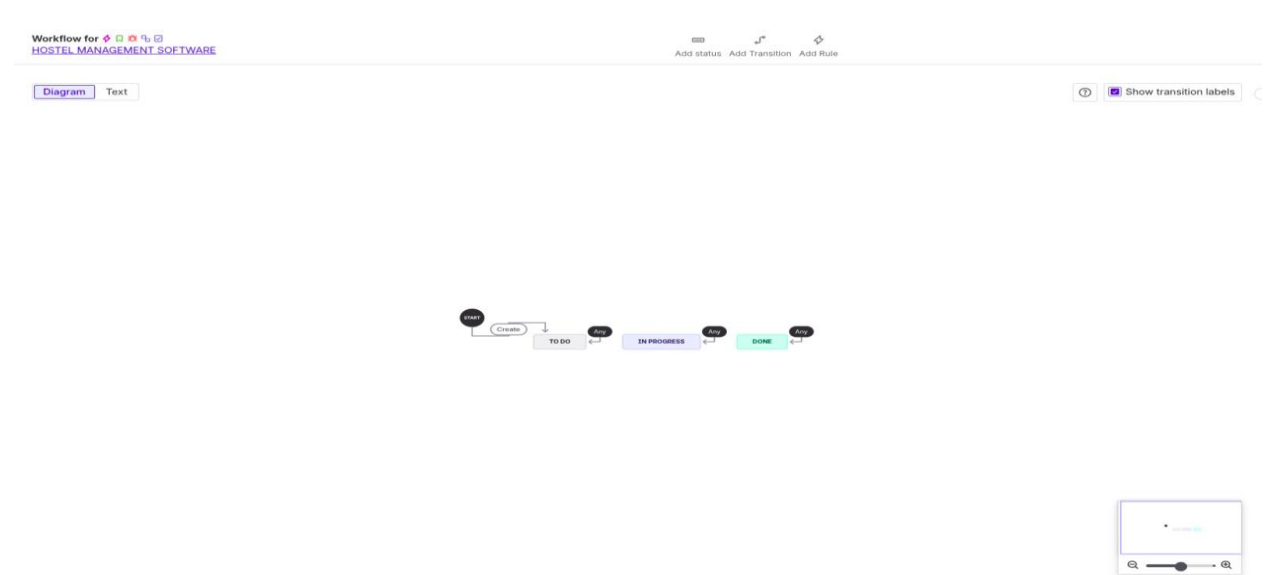 Workflow for
HOSTEL MANAGEMENT SOFTWARE
Add status Add Transition Add Rule
Diagram Text
Show transition labels
START
Create
Any Any Any
TO DO IN PROGRESS DONE